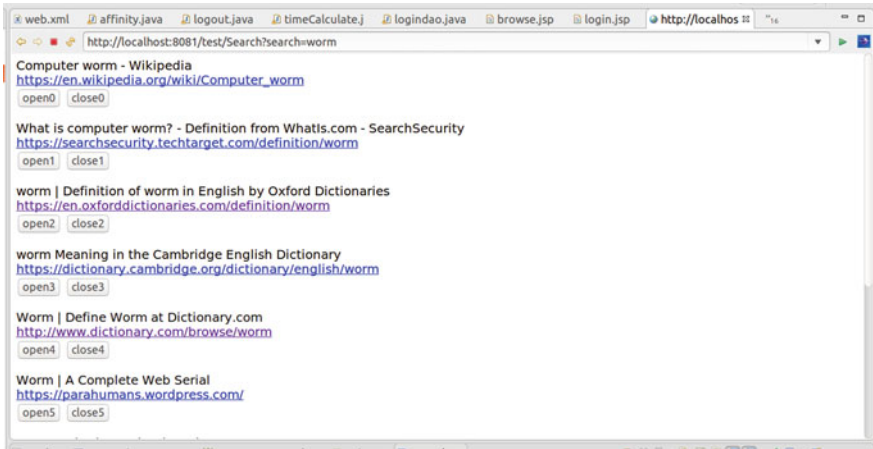 web.xml affinity.java logout.java timeCalculate.j logindao.java browse.jsp login.jsp http://localhos 16
http://localhost:8081/test/Search?search=worm
Computer worm - Wikipedia
https://en.wikipedia.org/wiki/Computer_worm
open0 close0
What is computer worm? - Definition from WhatIs.com - SearchSecurity
https://searchsecurity.techtarget.com/definition/worm
open1 close1
worm | Definition of worm in English by Oxford Dictionaries
https://en.oxforddictionaries.com/definition/worm
open2 close2
worm Meaning in the Cambridge English Dictionary
https://dictionary.cambridge.org/dictionary/english/worm
open3 close3
Worm | Define Worm at Dictionary.com
http://www.dictionary.com/browse/worm
open4 close4
Worm | A Complete Web Serial
https://parahumans.wordpress.com/
open5 close5